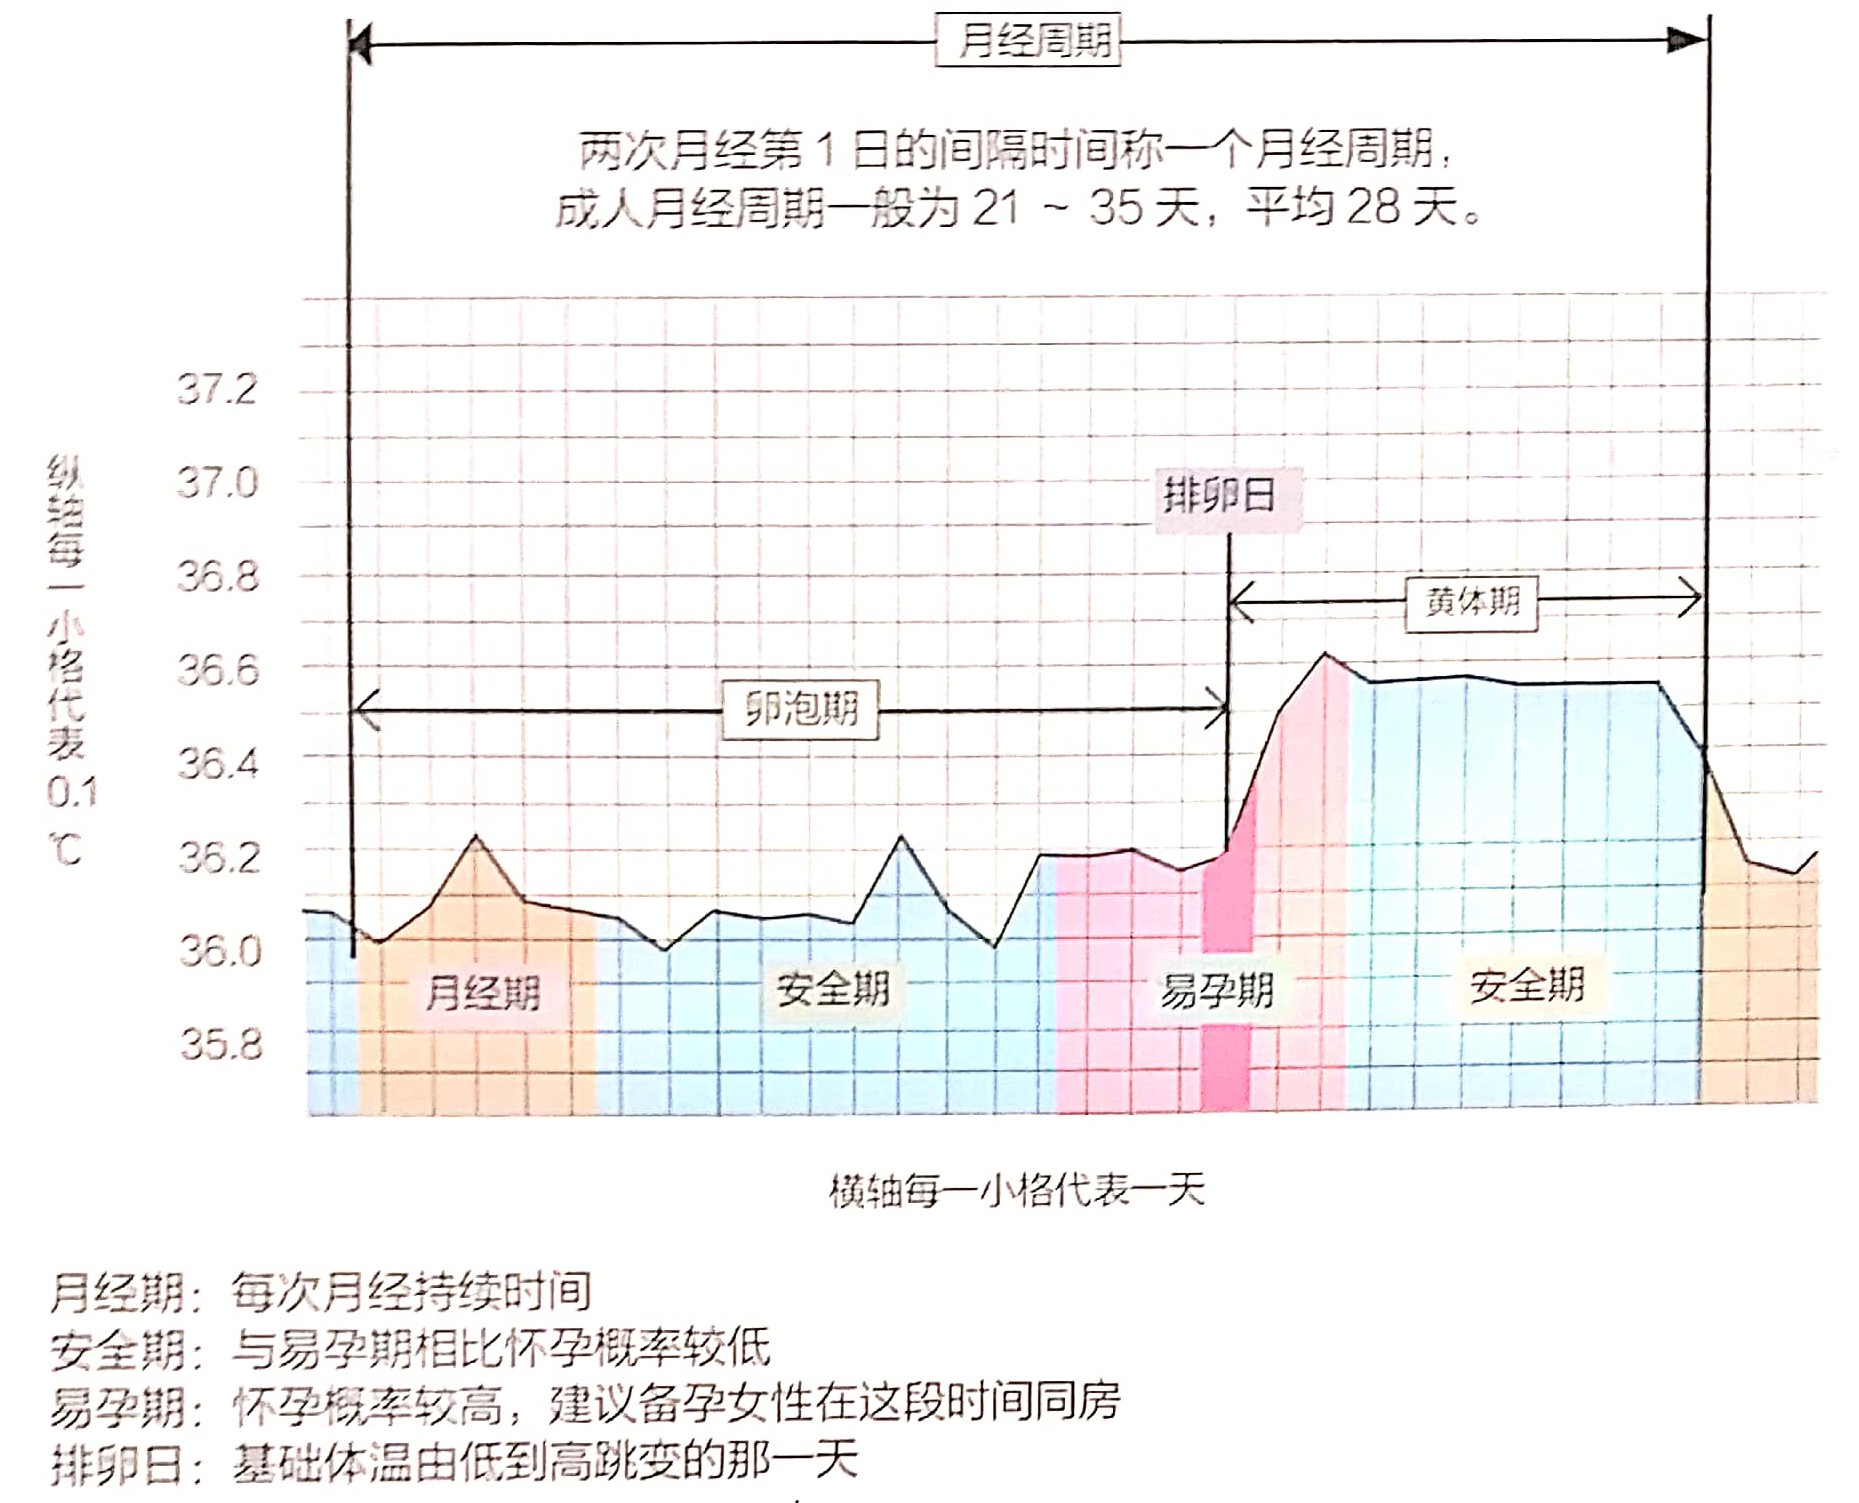 月经周期
两次月经第1日的间隔时间称一个月经周期，
成人月经周期一般为21 ~ 35天，平均28天。
37.2
37.0
36.8
36.6
36.4
36.2
36.0
35.8
纵轴每一小格代表0.1℃
排卵日
黄体期
卵泡期
月经期
安全期
易孕期
安全期
横轴每一小格代表一天
月经期：每次月经持续时间
安全期：与易孕期相比怀孕概率较低
易孕期：怀孕概率较高，建议备孕女性在这段时间同房
排卵日：基础体温由低到高跳变的那一天